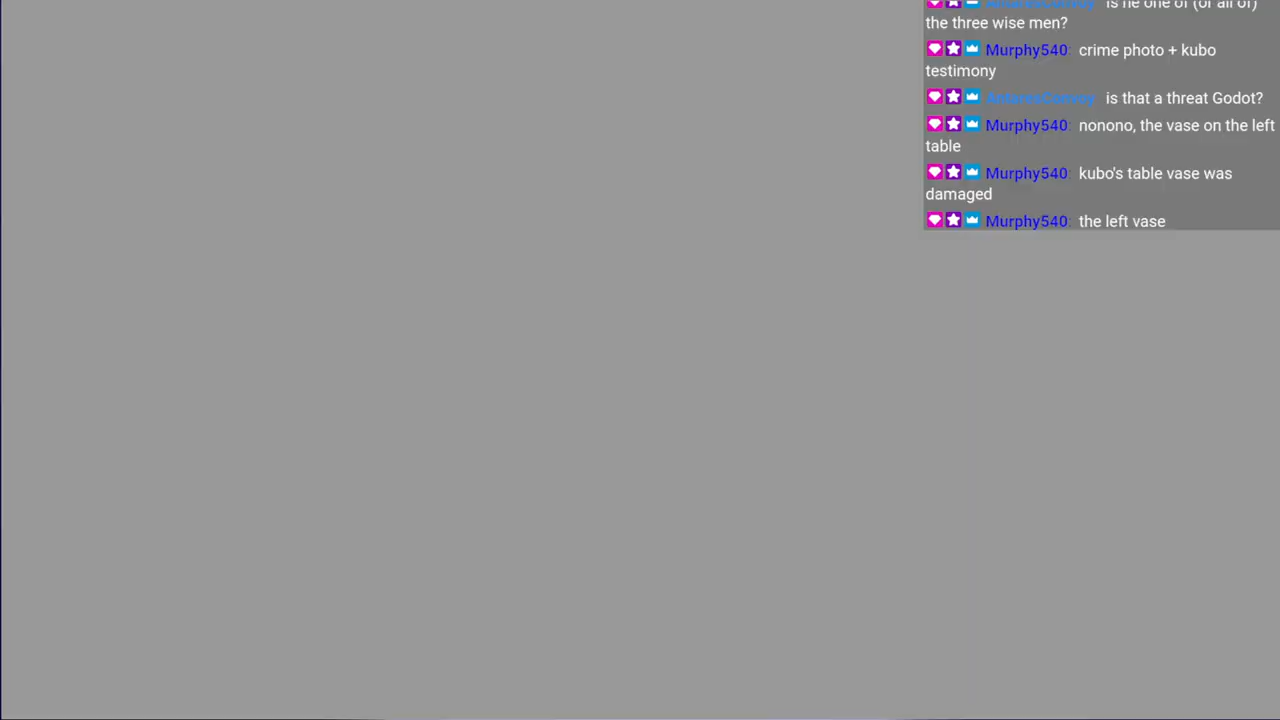 is he one of (or all of)
the three wise men?
Murphy540: crime photo + kubo
testimony
AntaresConvoy is that a threat Godot?
Murphy540: nonono, the vase on the left
table
Murphy540: kubo's table vase was
damaged
Murphy540: the left vase